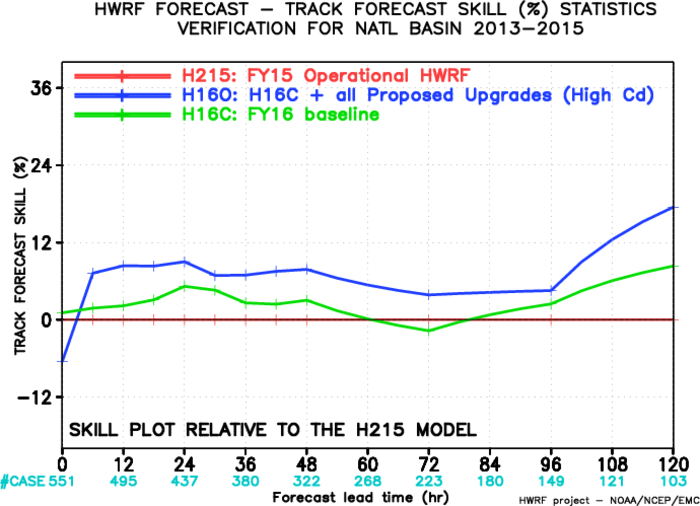 HWRF FORECAST – TRACK FORECAST SKILL (%) STATISTICS
VERIFICATION FOR NATL BASIN 2013–2015
H215: FY15 Operational HWRF
H16O: H16C + all Proposed Upgrades (High Cd)
H16C: FY16 baseline
36
24
12
0
–12
TRACK FORECAST SKILL (%)
SKILL PLOT RELATIVE TO THE H215 MODEL
0 12 24 36 48 60 72 84 96 108 120
#CASE 551 495 437 380 322 268 223 180 149 121 103
Forecast lead time (hr)
HWRF project – NOAA/NCEP/EMC